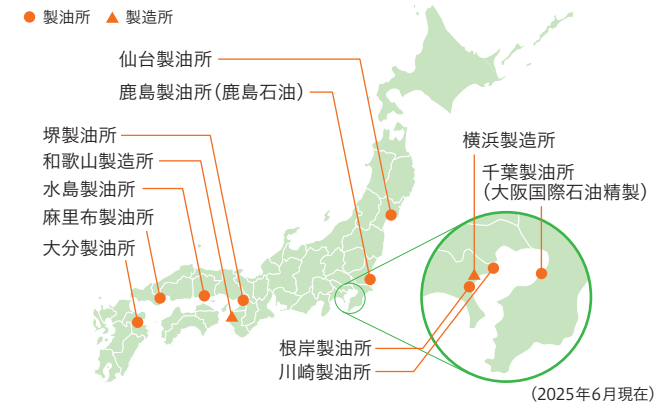 ● 製油所 ▲ 製造所
仙台製油所
鹿島製油所(鹿島石油)
堺製油所
和歌山製造所
水島製油所
麻里布製油所
大分製油所
横浜製造所
千葉製油所
(大阪国際石油精製)
根岸製油所
川崎製油所
(2025年6月現在)